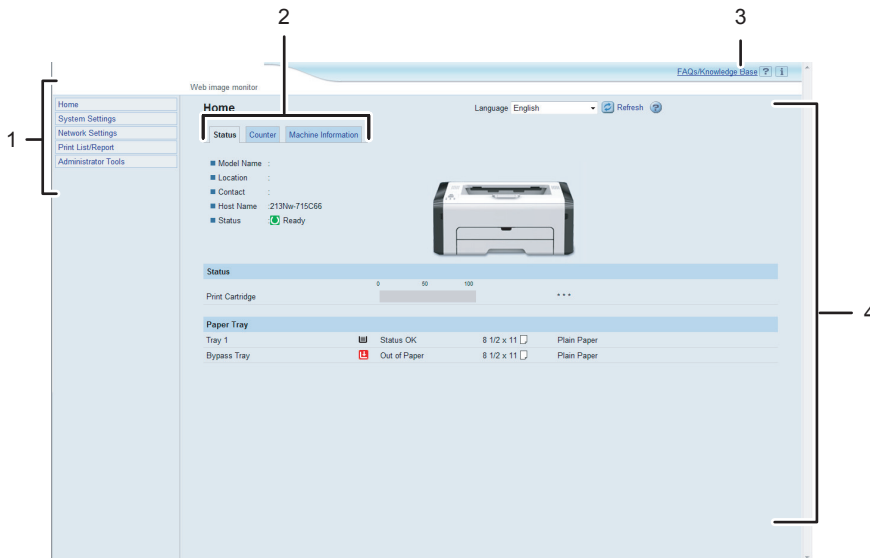 2
3
FAQs/Knowledge Base ? i
Web image monitor
1
Home
System Settings
Network Settings
Print List/Report
Administrator Tools
Home
Language English Refresh ?
Status Counter Machine Information
Model Name :
Location :
Contact :
Host Name :213Nw-715C66
Status : Ready
4
Status
0 50 100
Print Cartridge ...
Paper Tray
Tray 1 Status OK 8 1/2 x 11 Plain Paper
Bypass Tray Out of Paper 8 1/2 x 11 Plain Paper